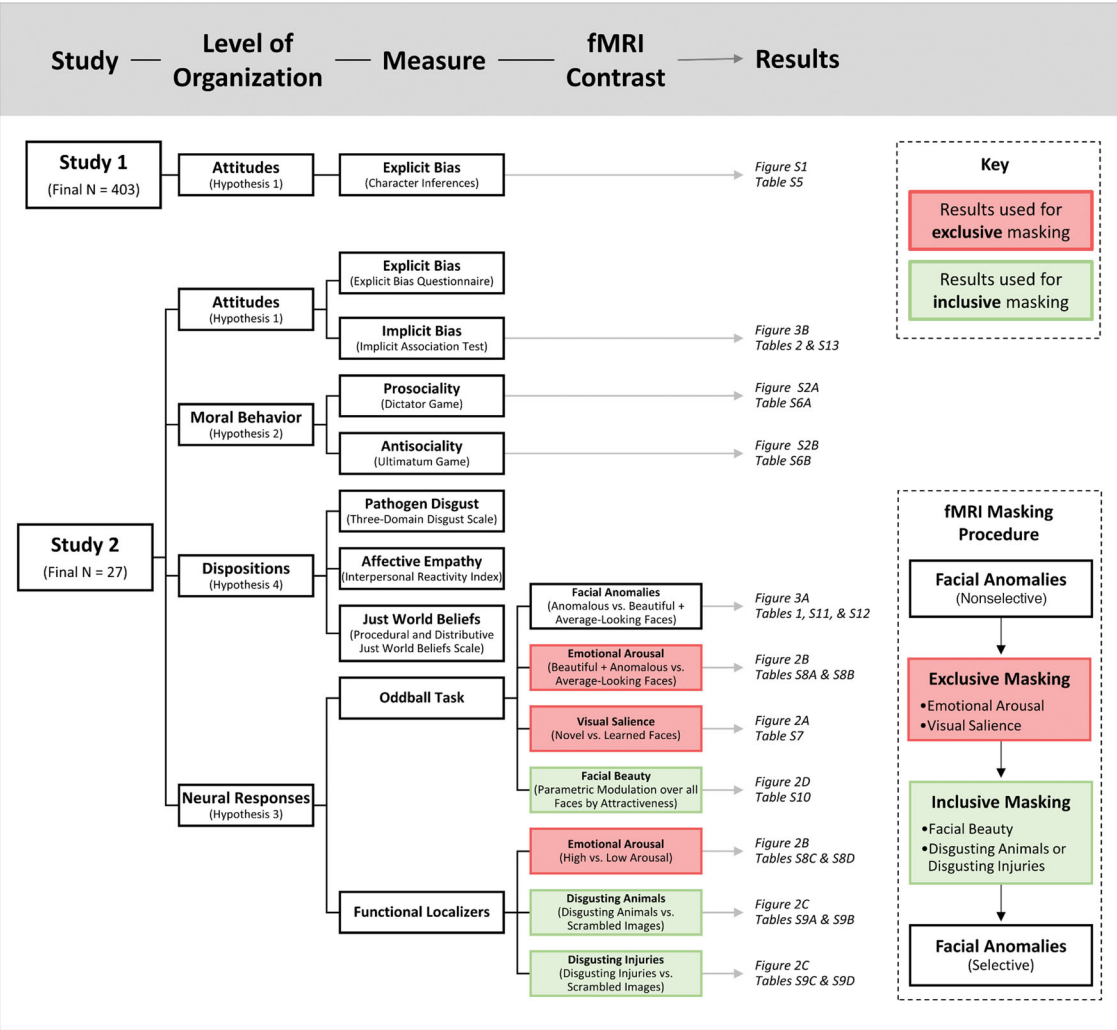 Study
Level of
Organization
Measure
fMRI
Contrast
Results
Study 1
(Final N = 403)
Attitudes
(Hypothesis 1)
Explicit Bias
(Character Inferences)
Figure S1
Table S5
Study 2
(Final N = 27)
Attitudes
(Hypothesis 1)
Explicit Bias
(Explicit Bias Questionnaire)
Implicit Bias
(Implicit Association Test)
Figure 3B
Tables 2 & S13
Moral Behavior
(Hypothesis 2)
Prosociality
(Dictator Game)
Figure S2A
Table S6A
Antisociality
(Ultimatum Game)
Figure S2B
Table S6B
Dispositions
(Hypothesis 4)
Pathogen Disgust
(Three-Domain Disgust Scale)
Affective Empathy
(Interpersonal Reactivity Index)
Just World Beliefs
(Procedural and Distributive
Just World Beliefs Scale)
Neural Responses
(Hypothesis 3)
Oddball Task
Facial Anomalies
(Anomalous vs. Beautiful +
Average-Looking Faces)
Figure 3A
Tables 1, S11, & S12
Emotional Arousal
(Beautiful + Anomalous vs.
Average-Looking Faces)
Figure 2B
Tables S8A & S8B
Visual Salience
(Novel vs. Learned Faces)
Figure 2A
Table S7
Facial Beauty
(Parametric Modulation over all
Faces by Attractiveness)
Figure 2D
Table S10
Functional Localizers
Emotional Arousal
(High vs. Low Arousal)
Figure 2B
Tables S8C & S8D
Disgusting Animals
(Disgusting Animals vs.
Scrambled Images)
Figure 2C
Tables S9A & S9B
Disgusting Injuries
(Disgusting Injuries vs.
Scrambled Images)
Figure 2C
Tables S9C & S9D
Key
Results used for
exclusive masking
Results used for
inclusive masking
fMRI Masking
Procedure
Facial Anomalies
(Nonselective)
Exclusive Masking
•Emotional Arousal
•Visual Salience
Inclusive Masking
•Facial Beauty
•Disgusting Animals or
Disgusting Injuries
Facial Anomalies
(Selective)